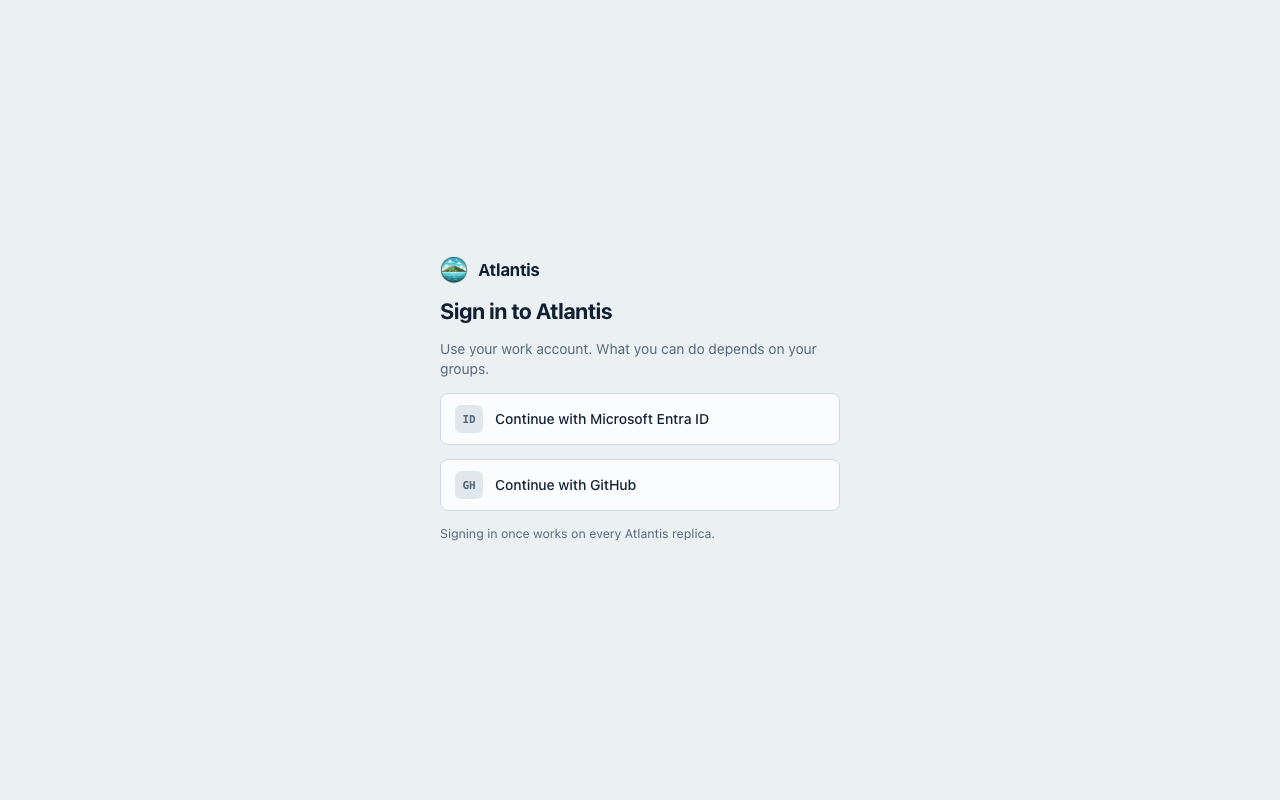 Atlantis
Sign in to Atlantis
Use your work account. What you can do depends on your
groups.
ID Continue with Microsoft Entra ID
GH Continue with GitHub
Signing in once works on every Atlantis replica.